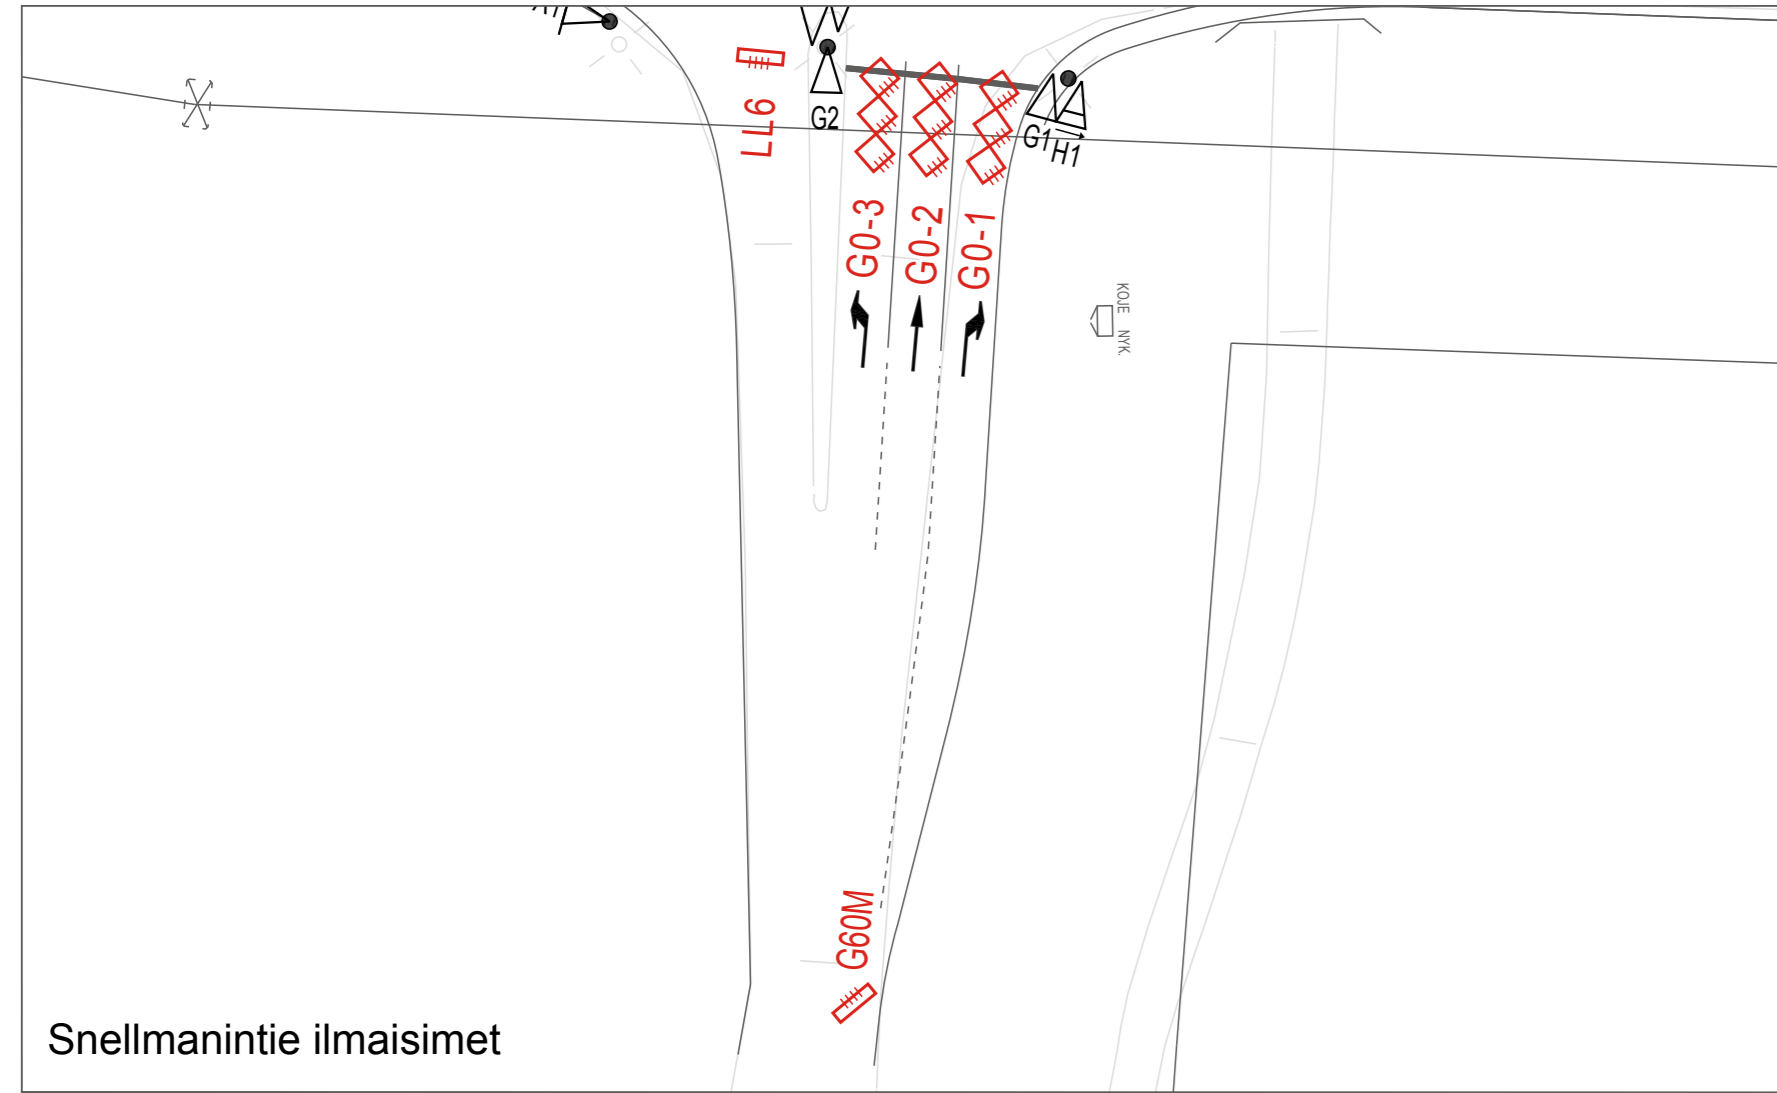 LL6
G2
G1
H1
G0-3
G0-2
G0-1
KOJE NYK.
G60M
Snellmanintie ilmaisimet